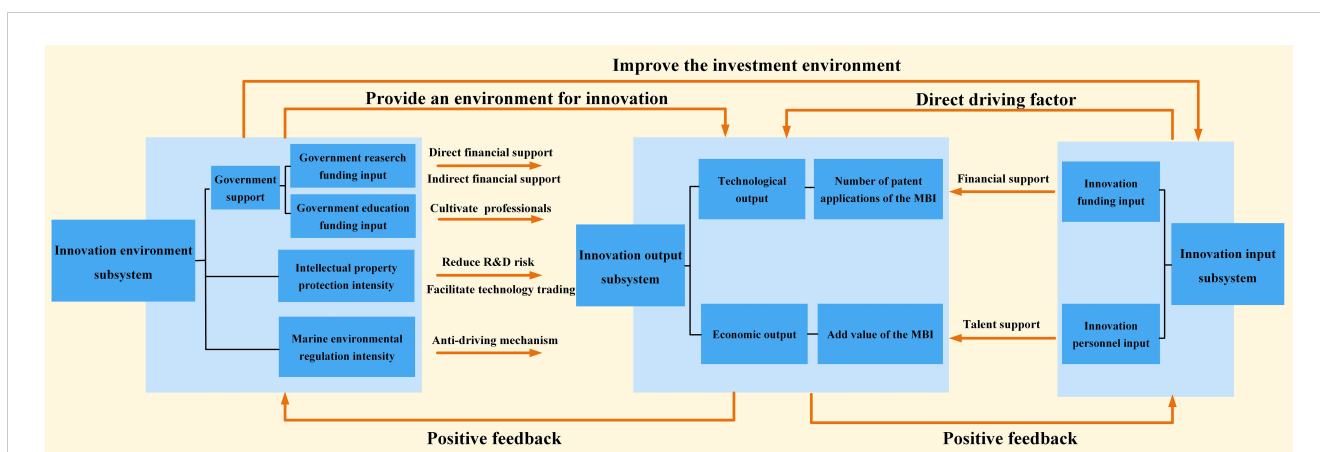 Improve the investment environment
Provide an environment for innovation
Direct driving factor
Innovation environment
subsystem
Government
support
Government reaserch
funding input
Government education
funding input
Intellectual property
protection intensity
Marine environmental
regulation intensity
Direct financial support
Indirect financial support
Cultivate professionals
Reduce R&D risk
Facilitate technology trading
Anti-driving mechanism
Innovation output
subsystem
Technological
output
Number of patent
applications of the MBI
Economic output
Add value of the MBI
Financial support
Talent support
Innovation
funding input
Innovation
personnel input
Innovation input
subsystem
Positive feedback
Positive feedback